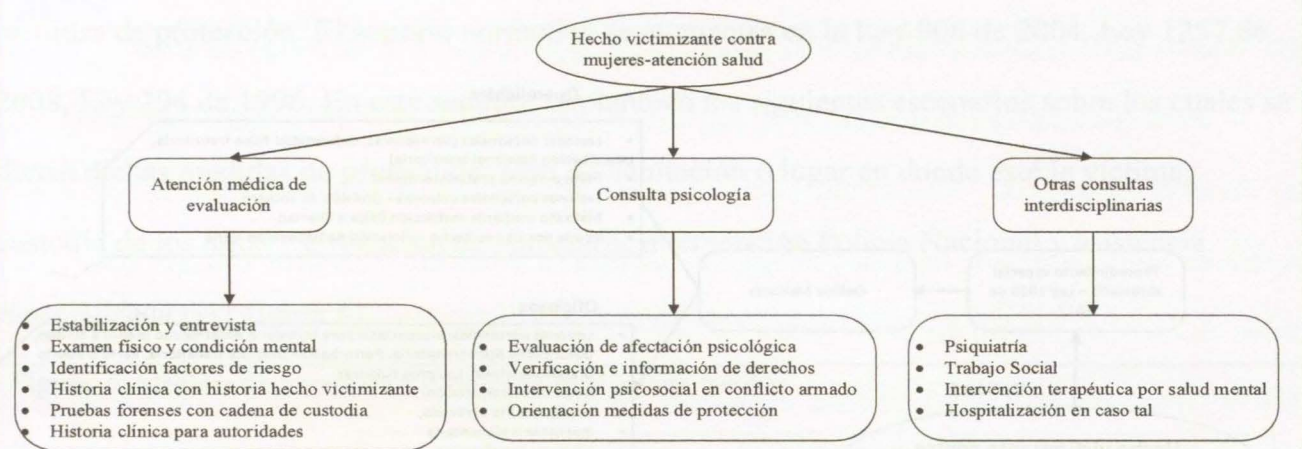 Hecho victimizante contra
mujeres-atención salud
Atención médica de
evaluación
Consulta psicología
Otras consultas
interdisciplinarias
• Estabilización y entrevista
• Examen físico y condición mental
• Identificación factores de riesgo
• Historia clínica con historia hecho victimizante
• Pruebas forenses con cadena de custodia
• Historia clínica para autoridades
• Evaluación de afectación psicológica
• Verificación e información de derechos
• Intervención psicosocial en conflicto armado
• Orientación medidas de protección
• Psiquiatría
• Trabajo Social
• Intervención terapéutica por salud mental
• Hospitalización en caso tal